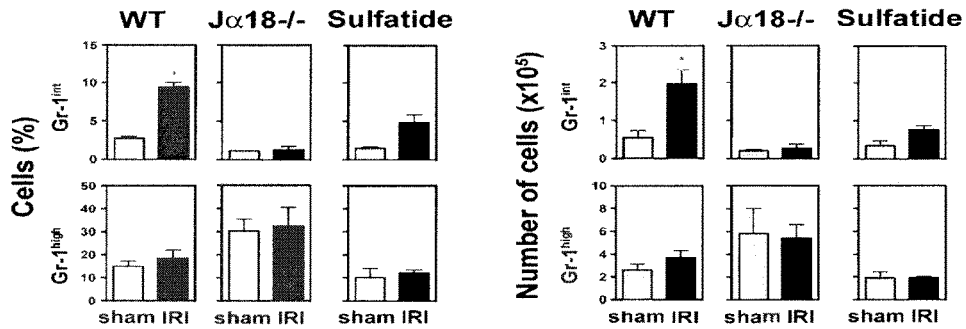 WT Jα18-/- Sulfatide
Cells (%)
Gr-1int
15
10
5
0
*
Gr-1high
50
40
30
20
10
0
sham IRI sham IRI sham IRI
WT Jα18-/- Sulfatide
Number of cells (x10⁵)
Gr-1int
3
2
1
0
*
Gr-1high
10
8
6
4
2
0
sham IRI sham IRI sham IRI